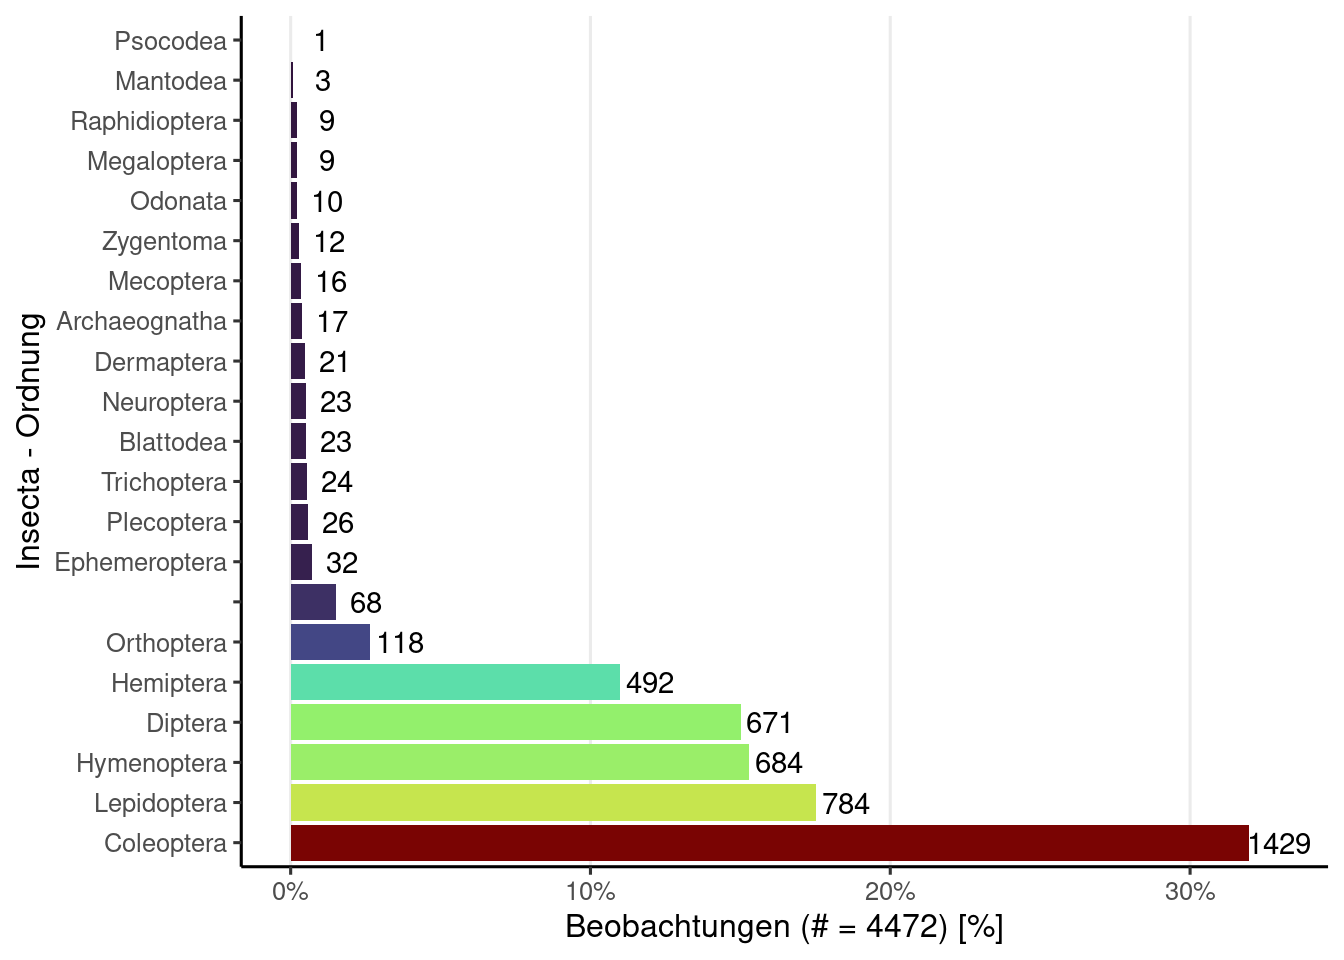 Insecta - Ordnung
Psocodea 1
Mantodea 3
Raphidioptera 9
Megaloptera 9
Odonata 10
Zygentoma 12
Mecoptera 16
Archaeognatha 17
Dermaptera 21
Neuroptera 23
Blattodea 23
Trichoptera 24
Plecoptera 26
Ephemeroptera 32
68
Orthoptera 118
Hemiptera 492
Diptera 671
Hymenoptera 684
Lepidoptera 784
Coleoptera 1429
0% 10% 20% 30%
Beobachtungen (# = 4472) [%]